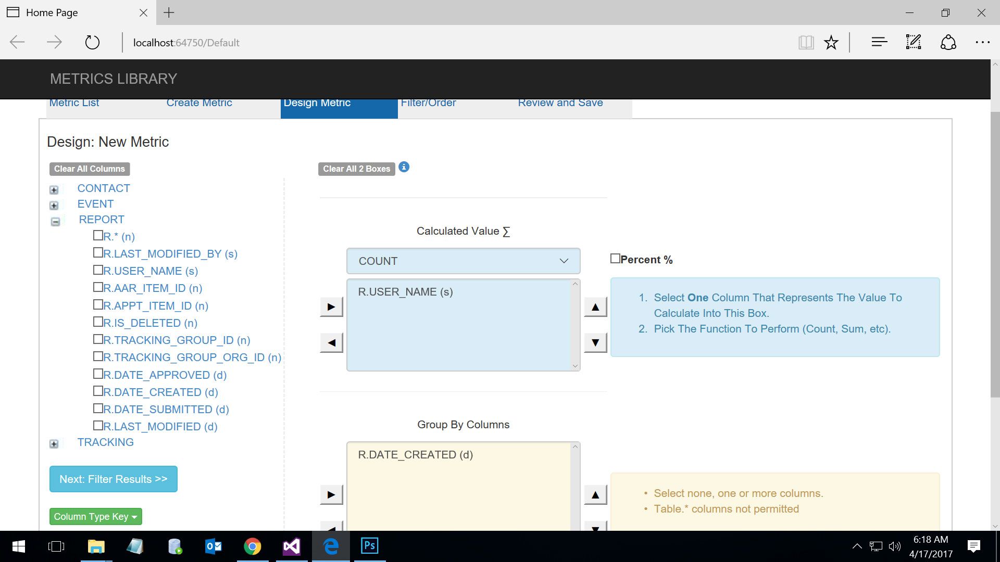 Home Page
localhost:64750/Default
METRICS LIBRARY
Metric List
Create Metric
Design Metric
Filter/Order
Review and Save
Design: New Metric
Clear All Columns
CONTACT
EVENT
REPORT
R.* (n)
R.LAST_MODIFIED_BY (s)
R.USER_NAME (s)
R.AAR_ITEM_ID (n)
R.APPT_ITEM_ID (n)
R.IS_DELETED (n)
R.TRACKING_GROUP_ID (n)
R.TRACKING_GROUP_ORG_ID (n)
R.DATE_APPROVED (d)
R.DATE_CREATED (d)
R.DATE_SUBMITTED (d)
R.LAST_MODIFIED (d)
TRACKING
Next: Filter Results >>
Column Type Key
Clear All 2 Boxes
Calculated Value ∑
COUNT
Percent %
R.USER_NAME (s)
1. Select One Column That Represents The Value To
Calculate Into This Box.
2. Pick The Function To Perform (Count, Sum, etc).
Group By Columns
R.DATE_CREATED (d)
• Select none, one or more columns.
• Table.* columns not permitted
Ps
6:18 AM
4/17/2017